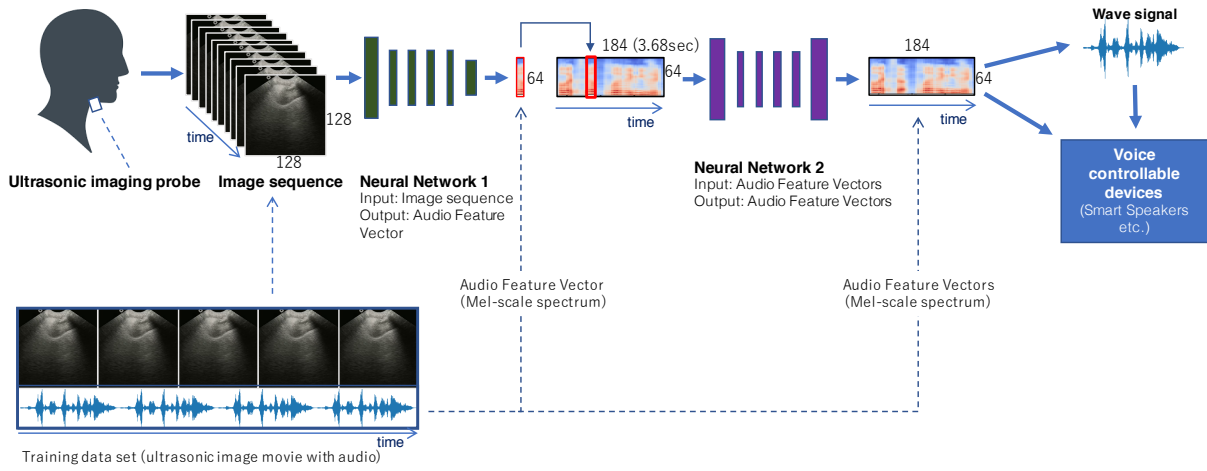 Wave signal
184 (3.68sec)
184
64
64
64
time
time
time
128
128
Ultrasonic imaging probe
Image sequence
Neural Network 1
Input: Image sequence
Output: Audio Feature
Vector
Neural Network 2
Input: Audio Feature Vectors
Output: Audio Feature Vectors
Voice
controllable
devices
(Smart Speakers
etc.)
Audio Feature Vector
(Mel-scale spectrum)
Audio Feature Vectors
(Mel-scale spectrum)
time
Training data set (ultrasonic image movie with audio)